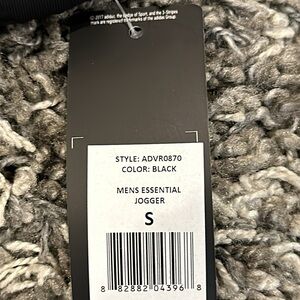 © 2017 adidas, the Badge of Sport, and the 3-Stripes
mark are registered trademarks of the adidas Group.
STYLE: ADVR0870
COLOR: BLACK
MENS ESSENTIAL
JOGGER
S
8 82882 04396 8